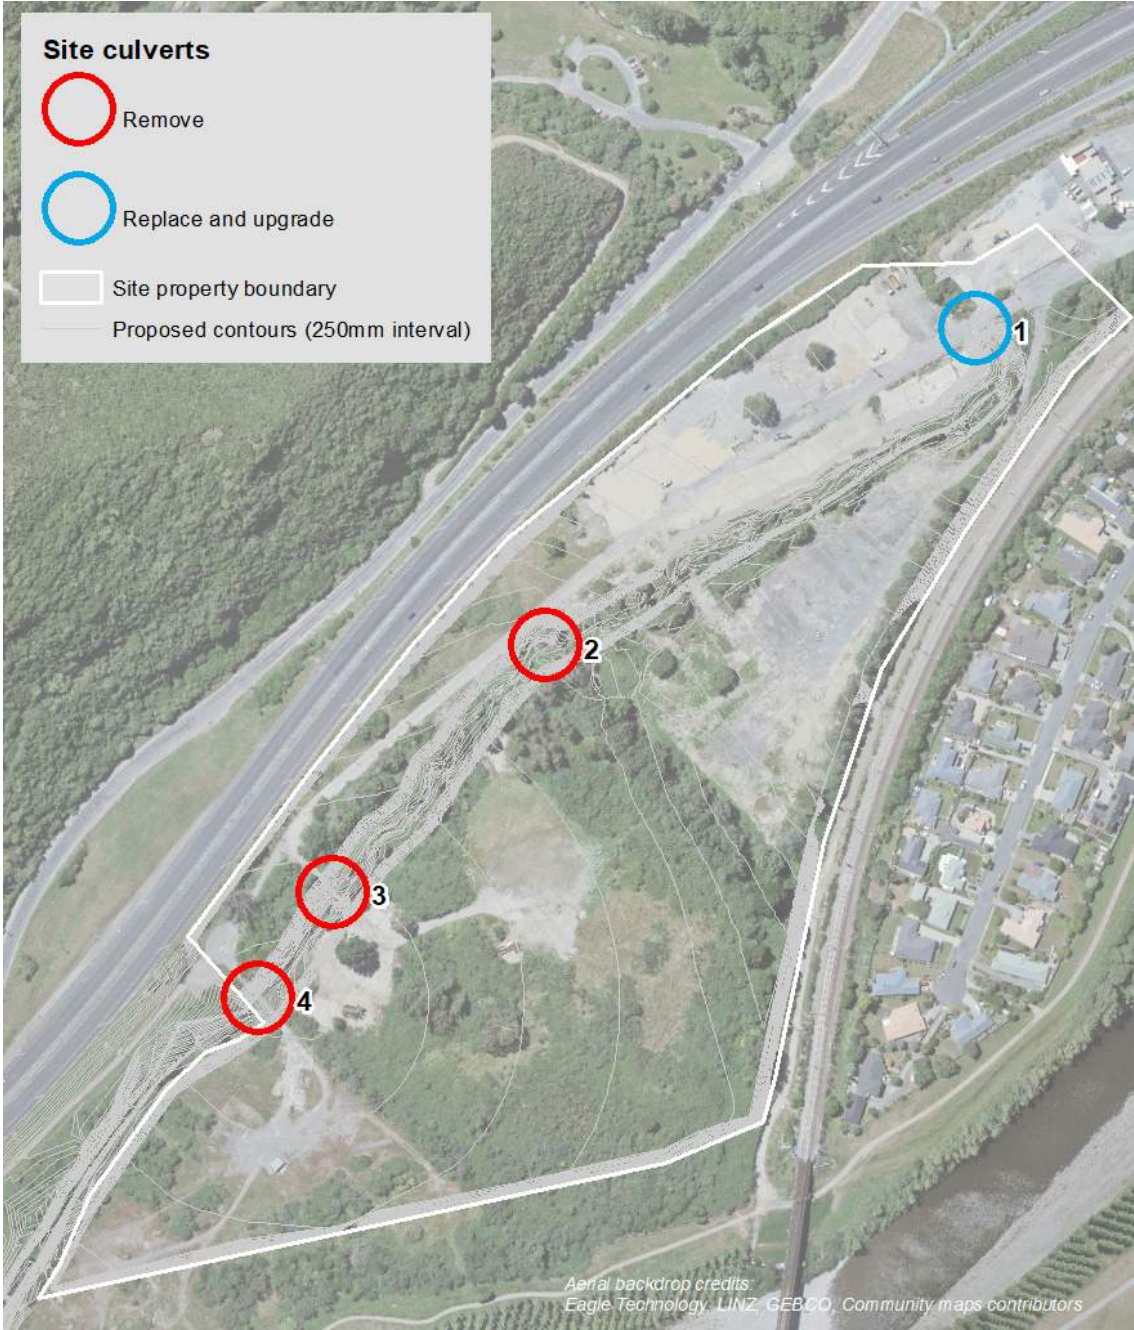 Site culverts
Remove
Replace and upgrade
Site property boundary
Proposed contours (250mm interval)
1
2
3
4
Aerial backdrop credits:
Eagle Technology, LINZ, GEBCO, Community maps contributors